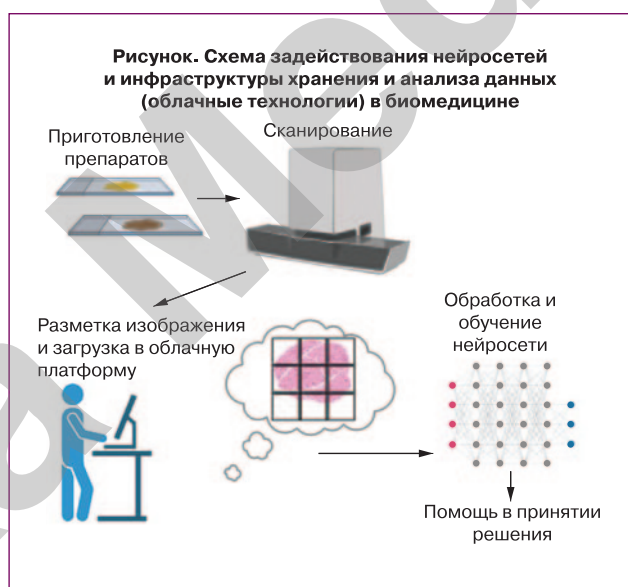 Рисунок. Схема задействования нейросетей
и инфраструктуры хранения и анализа данных
(облачные технологии) в биомедицине
Приготовление
препаратов
Сканирование
Разметка изображения
и загрузка в облачную
платформу
Обработка и
обучение
нейросети
Помощь в принятии
решения